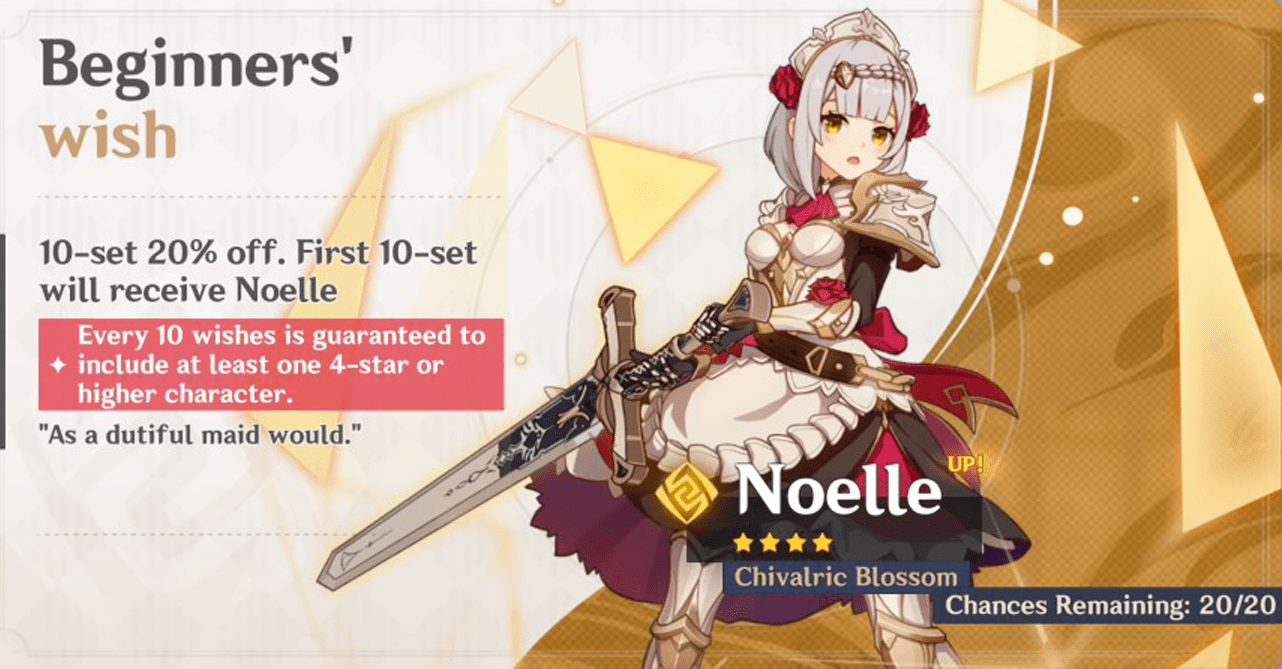 Beginners'
wish
10-set 20% off. First 10-set
will receive Noelle
Every 10 wishes is guaranteed to
include at least one 4-star or
higher character.
"As a dutiful maid would."
UP!
Noelle
Chivalric Blossom
Chances Remaining: 20/20